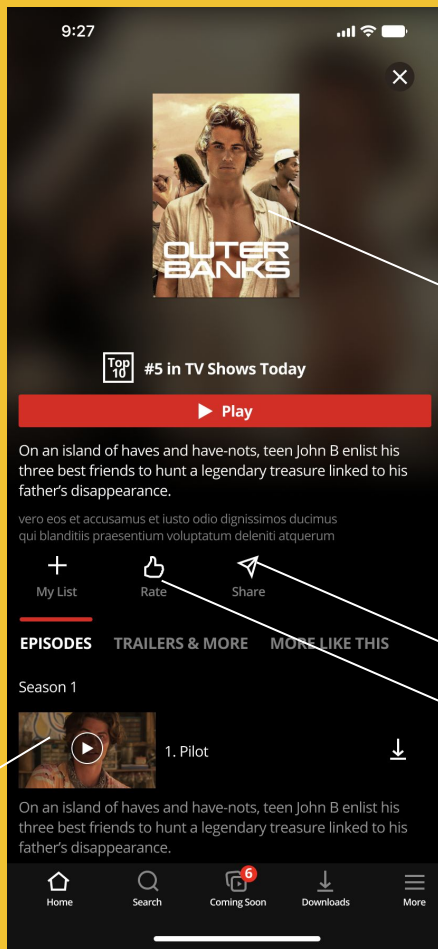 9:27
OUTER
BANKS
Top
10
#5 in TV Shows Today
Play
On an island of haves and have-nots, teen John B enlist his
three best friends to hunt a legendary treasure linked to his
father’s disappearance.
vero eos et accusamus et iusto odio dignissimos ducimus
qui blanditiis praesentium voluptatum deleniti atquerum
My List Rate Share
EPISODES TRAILERS & MORE MORE LIKE THIS
Season 1
1. Pilot
On an island of haves and have-nots, teen John B enlist his
three best friends to hunt a legendary treasure linked to his
father’s disappearance.
6
Home Search Coming Soon Downloads More